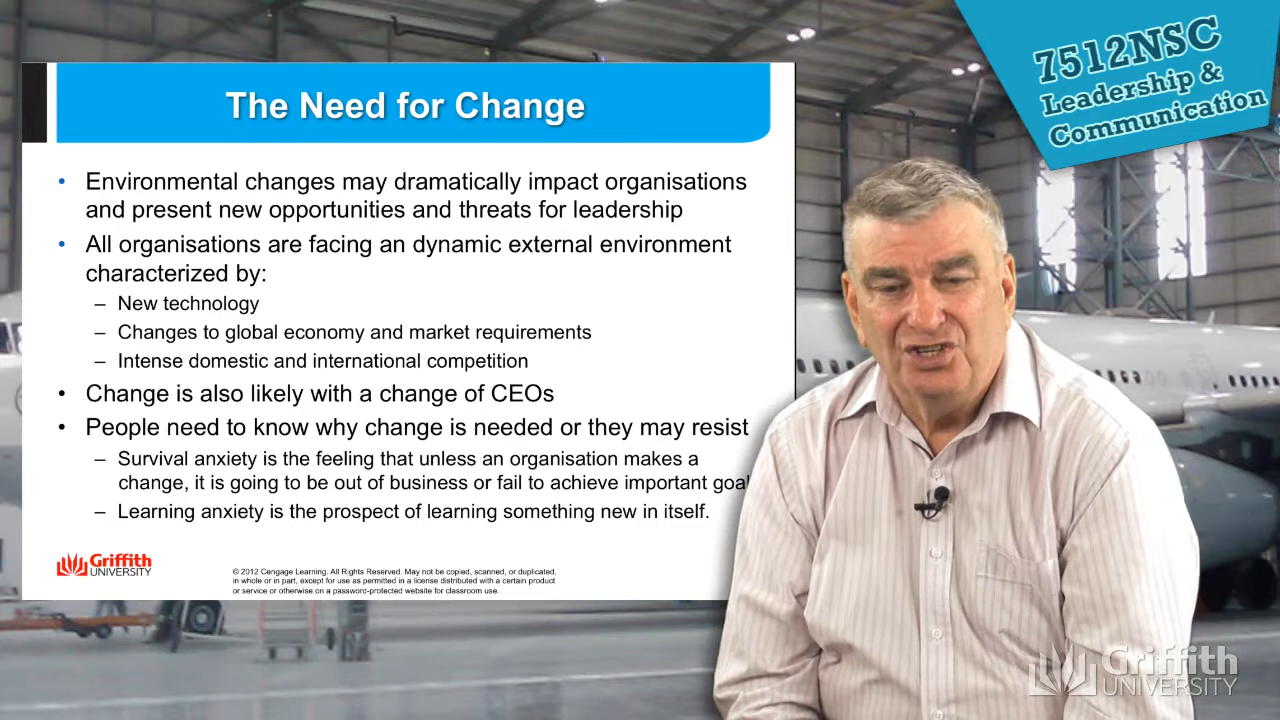 The Need for Change
7512NSC
Leadership &
Communication
• Environmental changes may dramatically impact organisations
and present new opportunities and threats for leadership
• All organisations are facing an dynamic external environment
characterized by:
– New technology
– Changes to global economy and market requirements
– Intense domestic and international competition
• Change is also likely with a change of CEOs
• People need to know why change is needed or they may resist
– Survival anxiety is the feeling that unless an organisation makes a
change, it is going to be out of business or fail to achieve important goal
– Learning anxiety is the prospect of learning something new in itself.
Griffith
UNIVERSITY
© 2012 Cengage Learning. All Rights Reserved. May not be copied, scanned, or duplicated,
in whole or in part, except for use as permitted in a license distributed with a certain product
or service or otherwise on a password-protected website for classroom use.
Griffith
UNIVERSITY